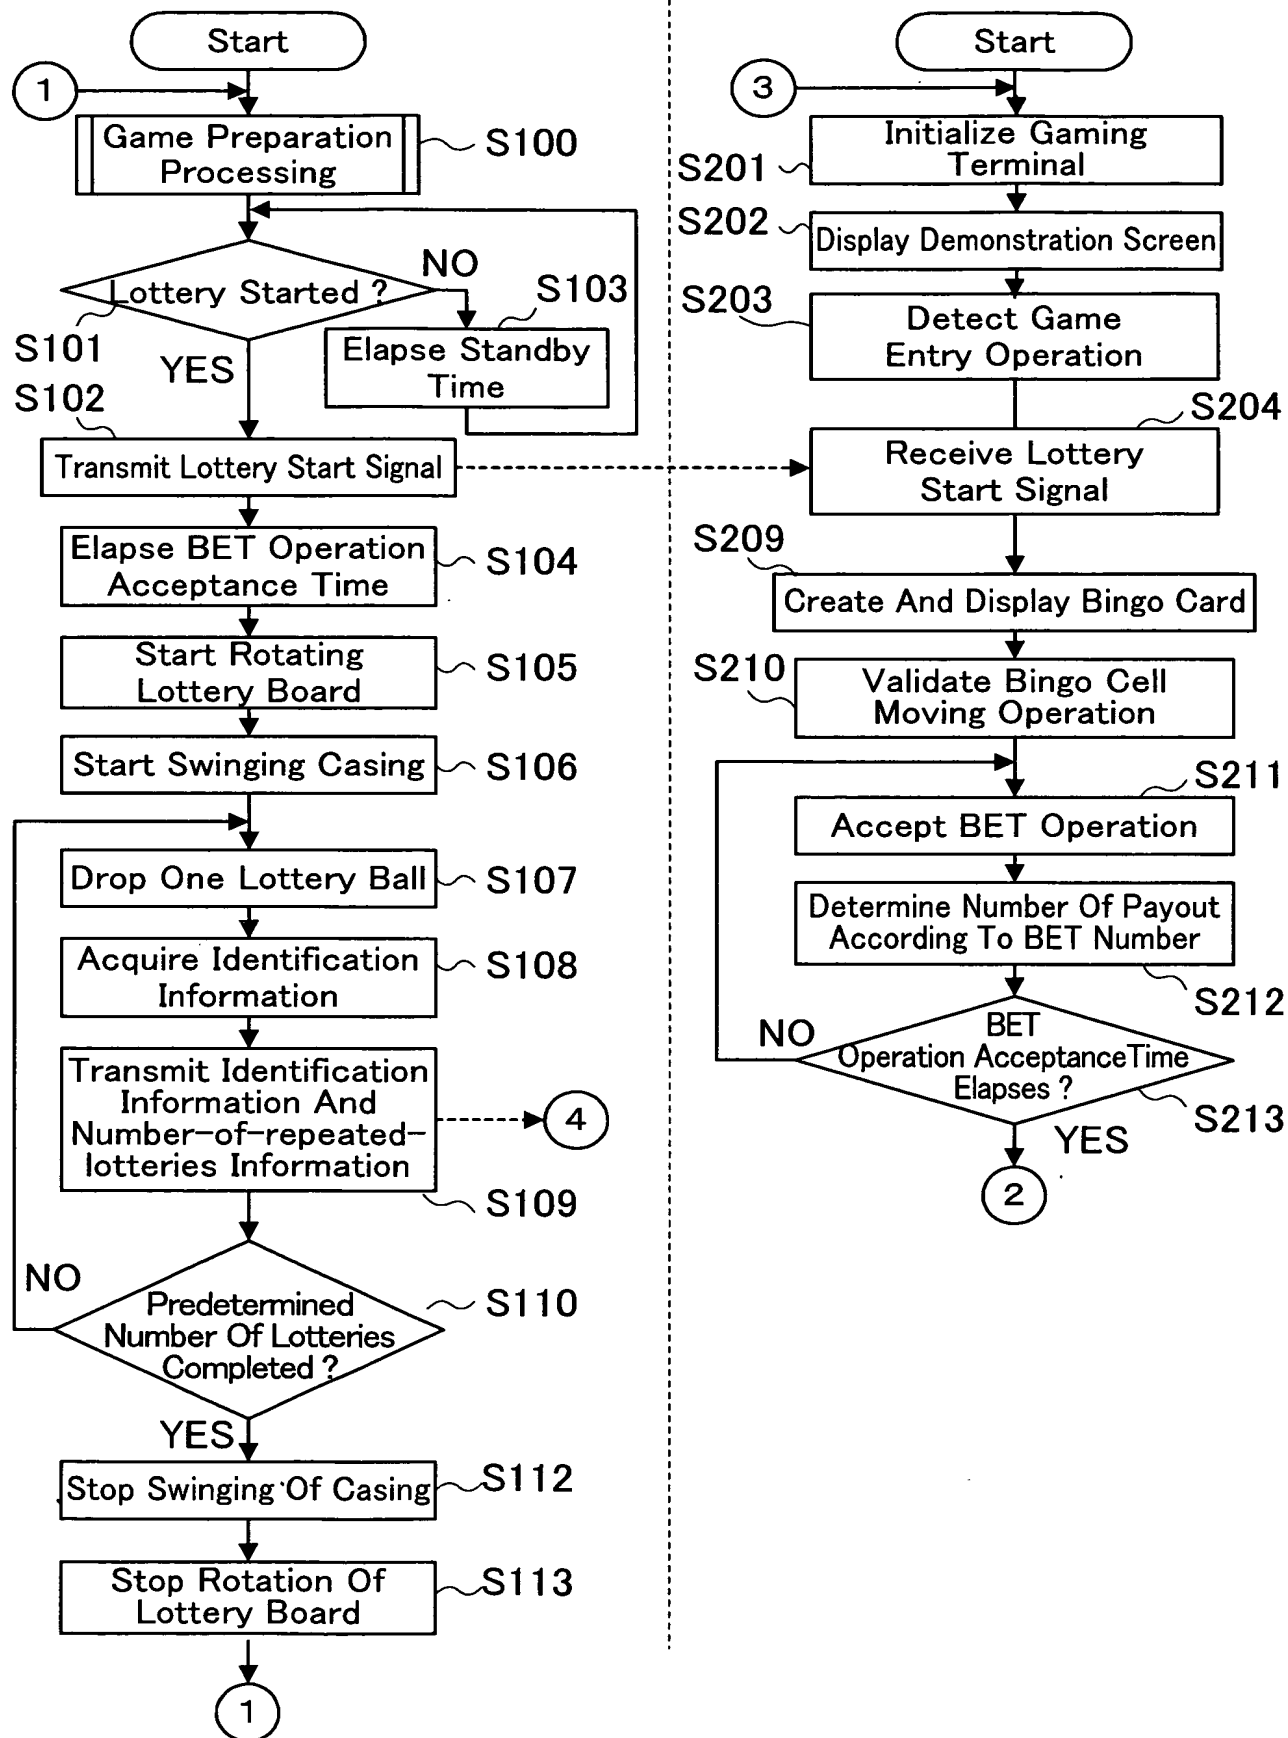 Start
1
Game Preparation
Processing
S100
Lottery Started ?
NO
S101
YES
S103
Elapse Standby
Time
S102
Transmit Lottery Start Signal
Elapse BET Operation
Acceptance Time
S104
Start Rotating
Lottery Board
S105
Start Swinging Casing
S106
Drop One Lottery Ball
S107
Acquire Identification
Information
S108
Transmit Identification
Information And
Number-of-repeated-
lotteries Information
4
S109
NO
Predetermined
Number Of Lotteries
Completed ?
S110
YES
Stop Swinging Of Casing
S112
Stop Rotation Of
Lottery Board
S113
1
Start
3
Initialize Gaming
Terminal
S201
S202
Display Demonstration Screen
S203
Detect Game
Entry Operation
S204
Receive Lottery
Start Signal
S209
Create And Display Bingo Card
S210
Validate Bingo Cell
Moving Operation
S211
Accept BET Operation
Determine Number Of Payout
According To BET Number
S212
NO
BET
Operation Acceptance Time
Elapses ?
S213
YES
2